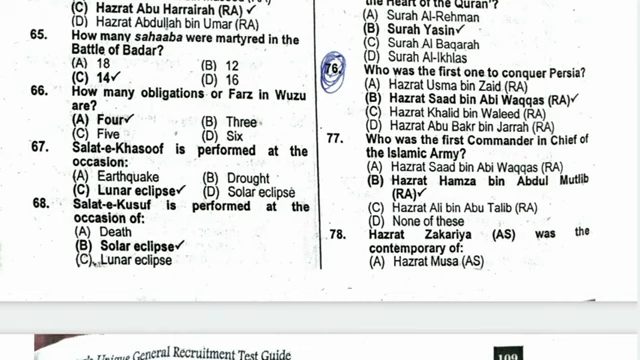 (C) Hazrat Abu Harrairah (RA) ✓
(D) Hazrat Abdullah bin Umar (RA)
65. How many sahaaba were martyred in the
Battle of Badar?
(A) 18 (B) 12
(C) 14✓ (D) 16
66. How many obligations or Farz in Wuzu
are?
(A) Four✓ (B) Three
(C) Five (D) Six
67. Salat-e-Khasoof is performed at the
occasion:
(A) Earthquake (B) Drought
(C) Lunar eclipse✓ (D) Solar eclipse
68. Salat-e-Kusuf is performed at the
occasion of:
(A) Death
(B) Solar eclipse✓
(C) Lunar eclipse
the Heart of the Quran'?
(A) Surah Al-Rehman
(B) Surah Yasin✓
(C) Surah Al Baqarah
(D) Surah Al-Ikhlas
76. Who was the first one to conquer Persia?
(A) Hazrat Usma bin Zaid (RA)
(B) Hazrat Saad bin Abi Waqqas (RA)✓
(C) Hazrat Khalid bin Waleed (RA)
(D) Hazrat Abu Bakr bin Jarrah (RA)
77. Who was the first Commander in Chief of
the Islamic Army?
(A) Hazrat Saad bin Abi Waqqas (RA)
(B) Hazrat Hamza bin Abdul Mutlib
(RA)✓
(C) Hazrat Ali bin Abu Talib (RA)
(D) None of these
78. Hazrat Zakariya (AS) was the
contemporary of:
(A) Hazrat Musa (AS)
Unique General Recruitment Test Guide
109